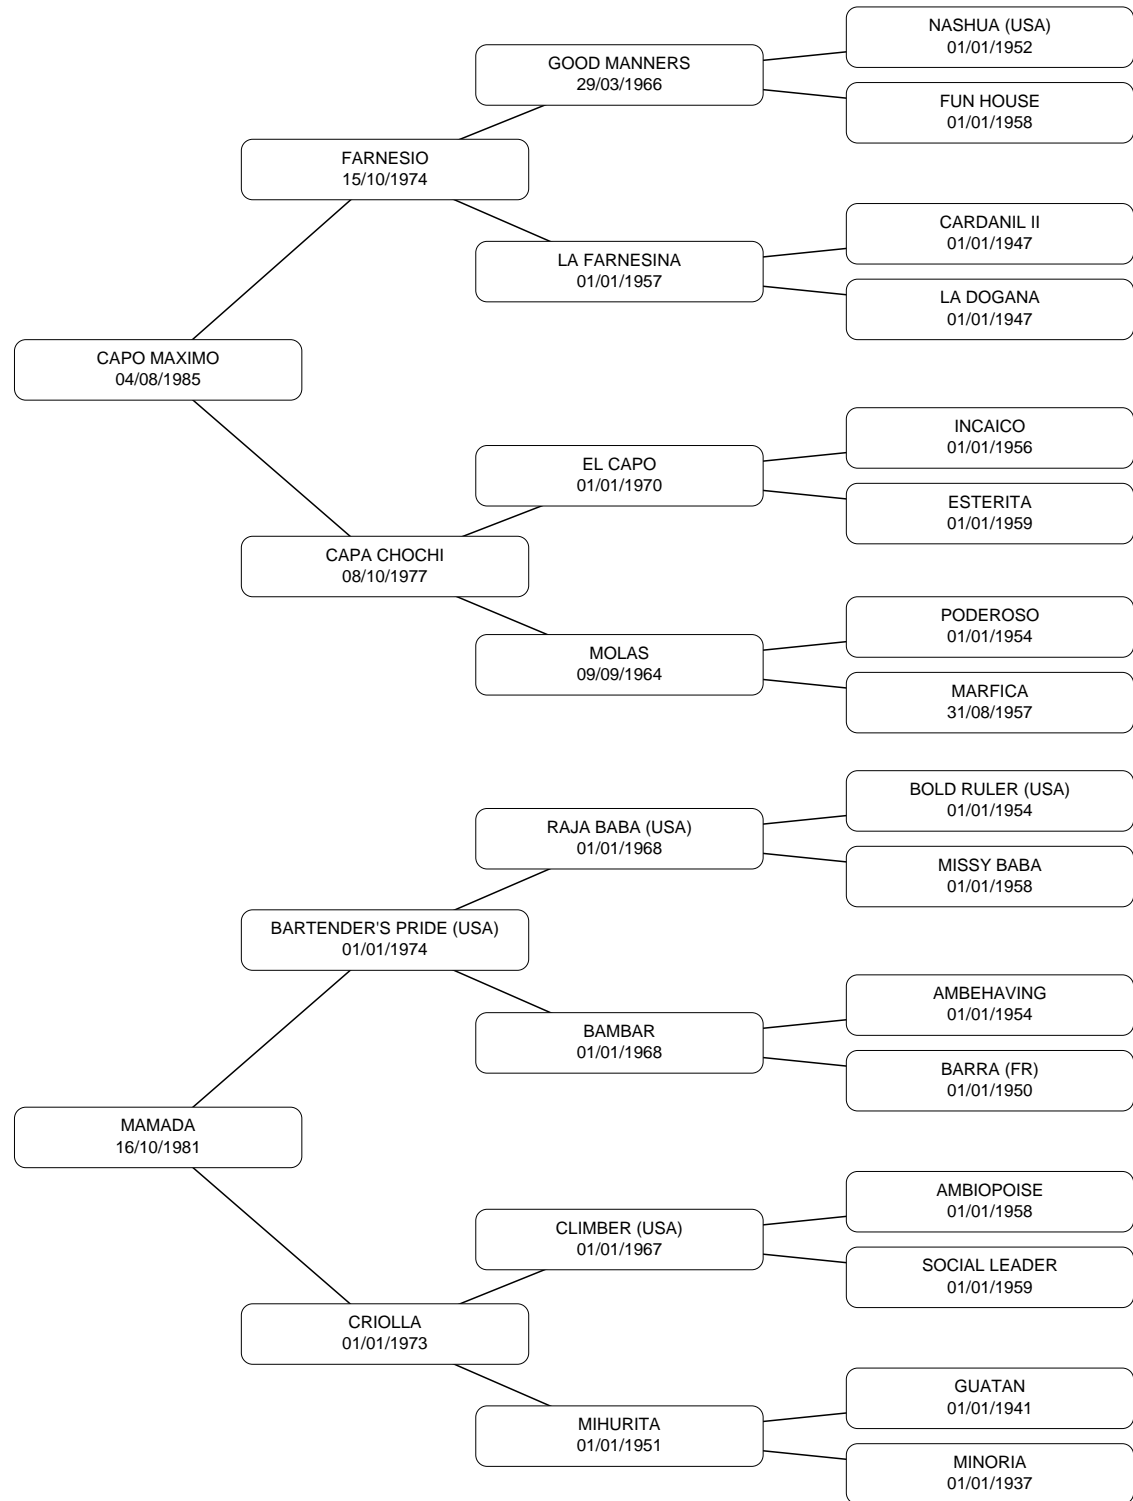 NASHUA (USA)
01/01/1952
GOOD MANNERS
29/03/1966
FUN HOUSE
01/01/1958
FARNESIO
15/10/1974
CARDANIL II
01/01/1947
LA FARNESINA
01/01/1957
LA DOGANA
01/01/1947
CAPO MAXIMO
04/08/1985
INCAICO
01/01/1956
EL CAPO
01/01/1970
ESTERITA
01/01/1959
CAPA CHOCHI
08/10/1977
PODEROSO
01/01/1954
MOLAS
09/09/1964
MARFICA
31/08/1957
BOLD RULER (USA)
01/01/1954
RAJA BABA (USA)
01/01/1968
MISSY BABA
01/01/1958
BARTENDER'S PRIDE (USA)
01/01/1974
AMBEHAVING
01/01/1954
BAMBAR
01/01/1968
BARRA (FR)
01/01/1950
MAMADA
16/10/1981
AMBIOPOISE
01/01/1958
CLIMBER (USA)
01/01/1967
SOCIAL LEADER
01/01/1959
CRIOLLA
01/01/1973
GUATAN
01/01/1941
MIHURITA
01/01/1951
MINORIA
01/01/1937